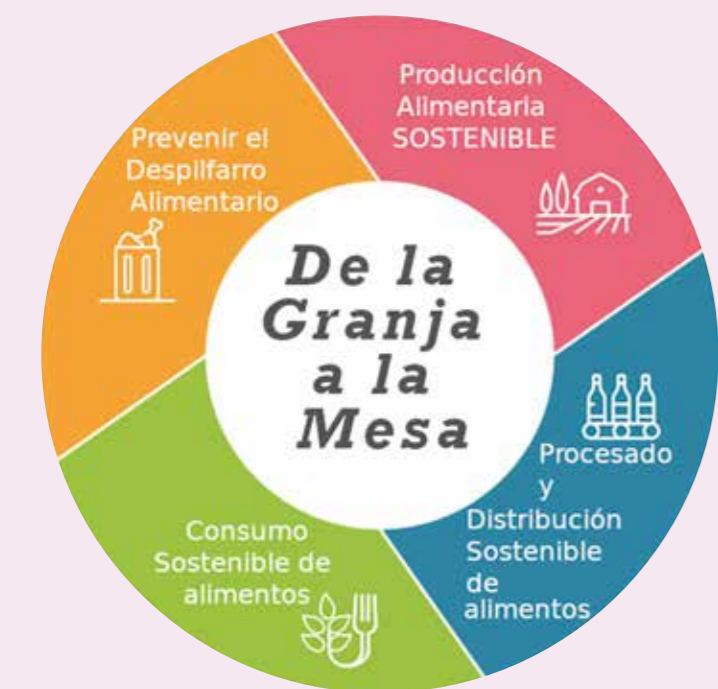 Producción
Alimentaria
SOSTENIBLE
Prevenir el
Despilfarro
Alimentario
De la
Granja
a la
Mesa
Procesado
y
Distribución
Sostenible
de
alimentos
Consumo
Sostenible de
alimentos